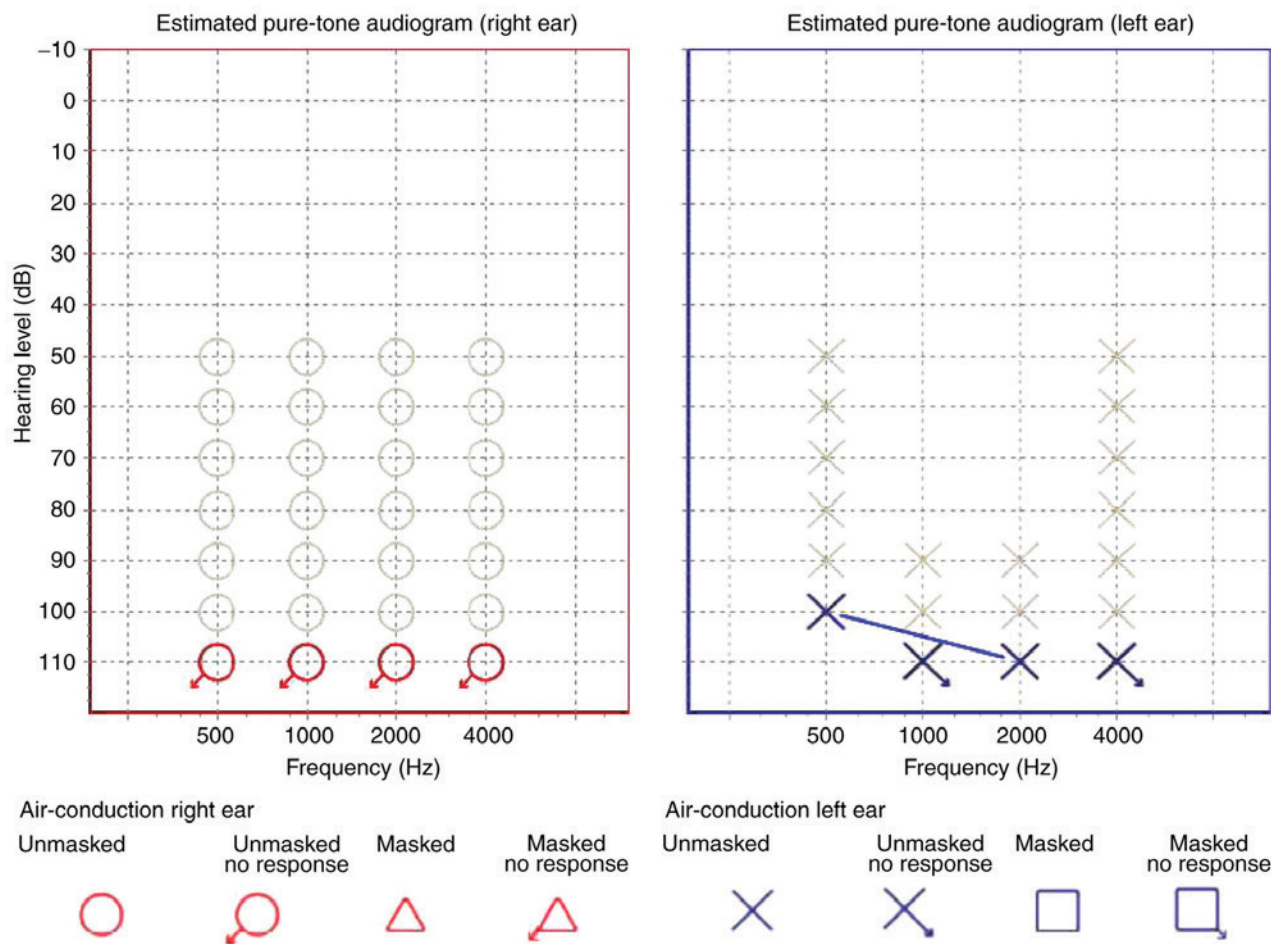 Estimated pure-tone audiogram (right ear)
Estimated pure-tone audiogram (left ear)
Hearing level (dB)
–10
0
10
20
30
40
50
60
70
80
90
100
110
500 1000 2000 4000
Frequency (Hz)
500 1000 2000 4000
Frequency (Hz)
Air-conduction right ear
Unmasked
Unmasked
no response
Masked
Masked
no response
Air-conduction left ear
Unmasked
Unmasked
no response
Masked
Masked
no response